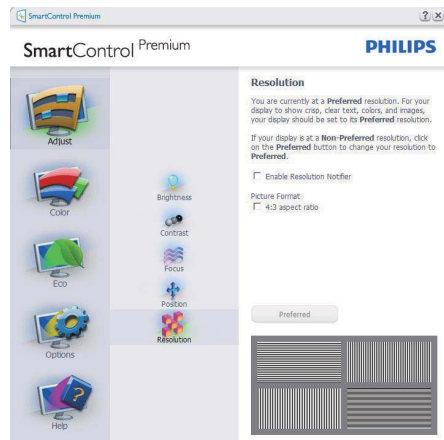 SmartControl Premium
SmartControl Premium
PHILIPS
Adjust
Color
Eco
Options
Help
Brightness
Contrast
Focus
Position
Resolution
Resolution
You are currently at a Preferred resolution. For your
display to show crisp, clear text, colors, and images,
your display should be set to its Preferred resolution.
If your display is at a Non-Preferred resolution, click
on the Preferred button to change your resolution to
Preferred.
Enable Resolution Notifier
Picture Format
4:3 aspect ratio
Preferred